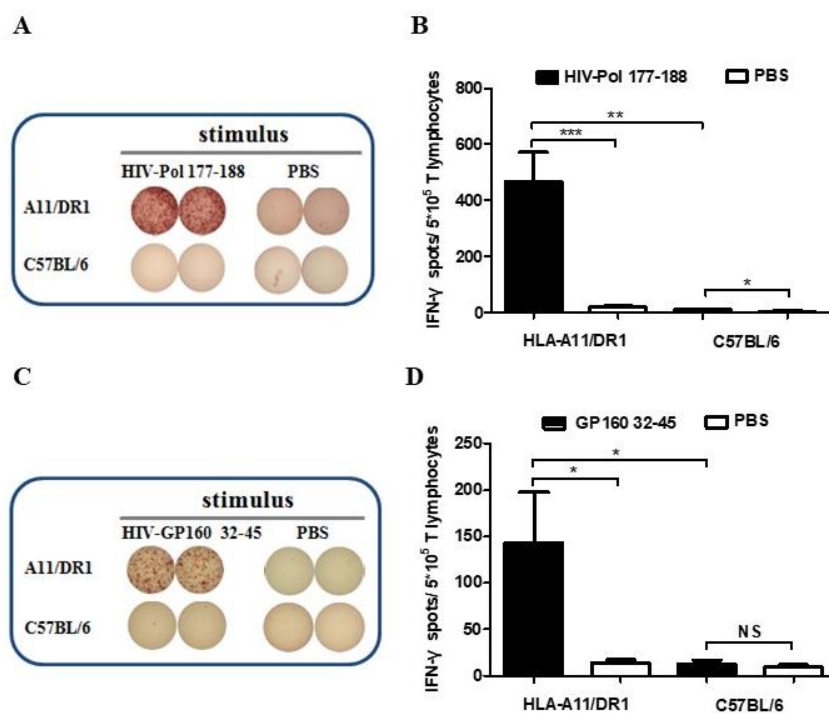 A
stimulus
HIV-Pol 177-188 PBS
A11/DR1
C57BL/6
B
HIV-Pol 177-188 PBS
IFN-γ spots/ 5*10⁵ T lymphocytes
800
600
400
200
0
**
***
*
HLA-A11/DR1 C57BL/6
C
stimulus
HIV-GP160 32-45 PBS
A11/DR1
C57BL/6
D
GP160 32-45 PBS
IFN-γ spots/ 5*10⁵ T lymphocytes
250
200
150
100
50
0
*
*
NS
HLA-A11/DR1 C57BL/6